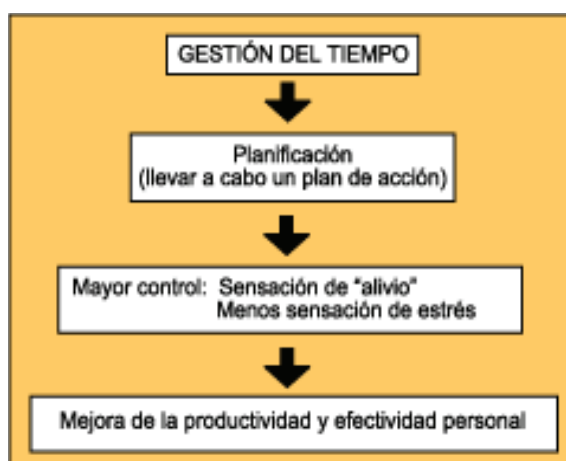 GESTIÓN DEL TIEMPO
Planificación
(llevar a cabo un plan de acción)
Mayor control: Sensación de “alivio”
Menos sensación de estrés
Mejora de la productividad y efectividad personal